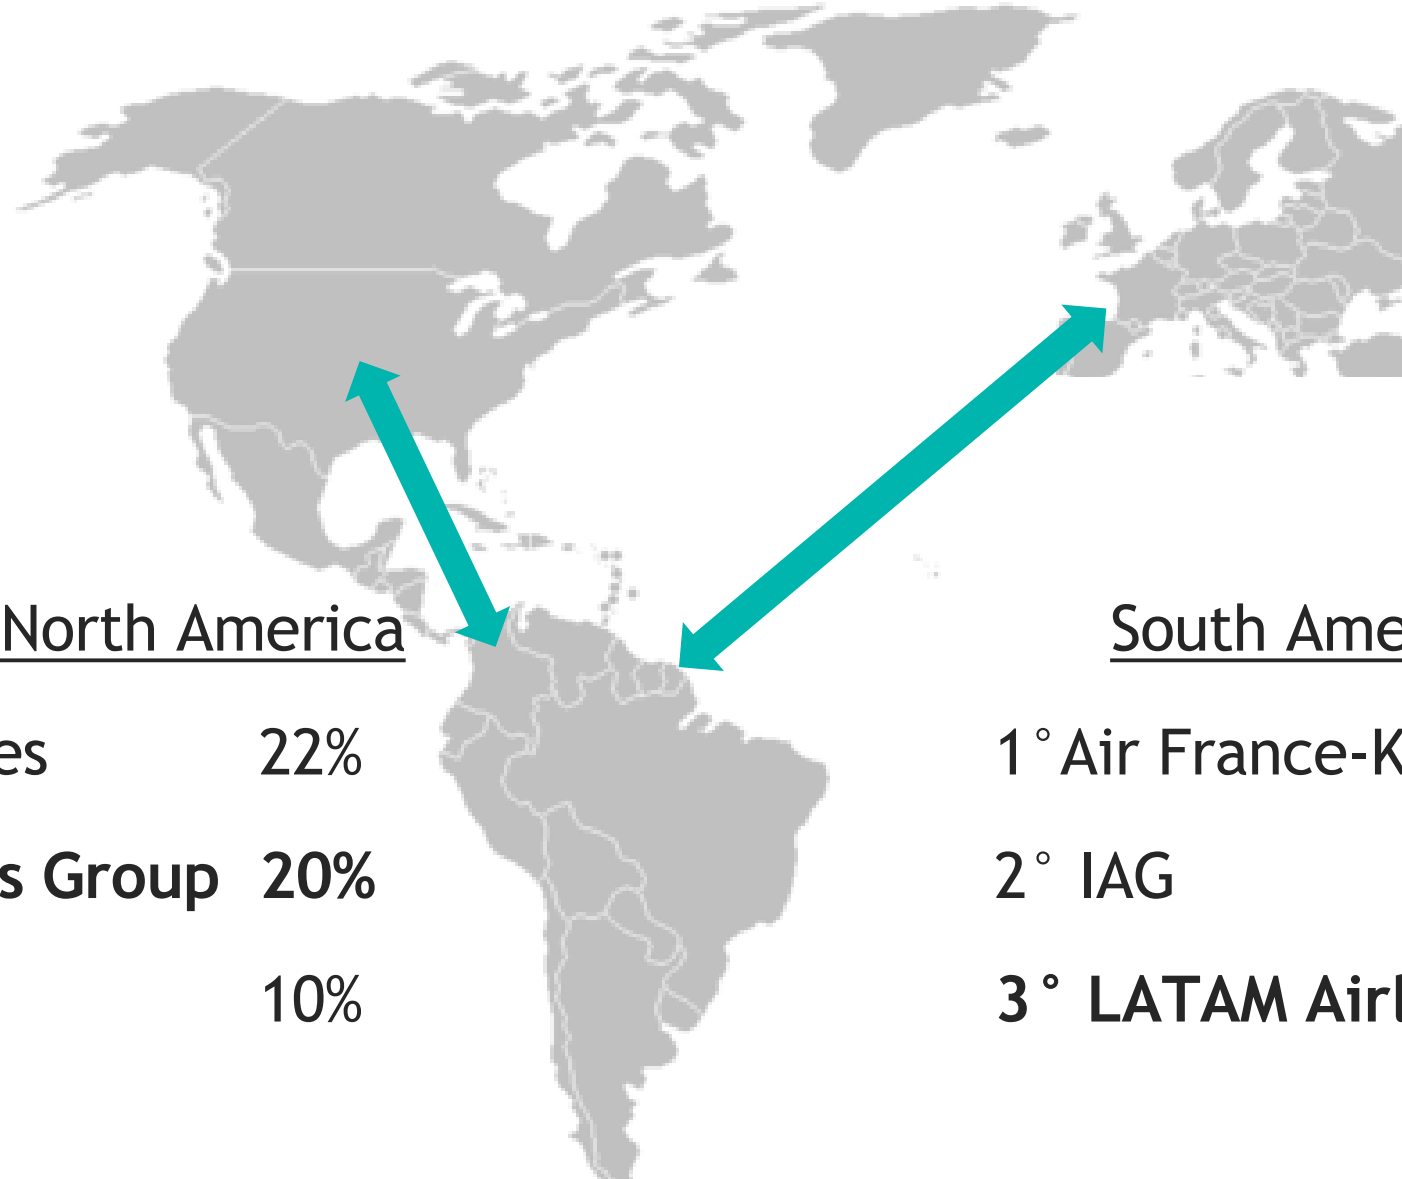 North America
es 22%
s Group 20%
10%
South Ame
1° Air France-K
2° IAG
3° LATAM Airl